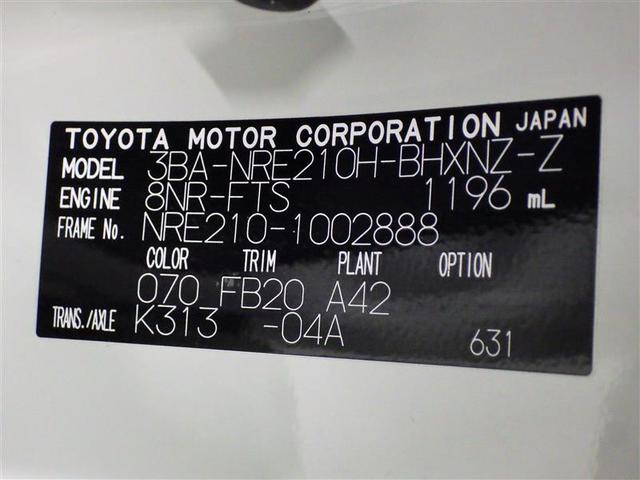 TOYOTA MOTOR CORPORATION JAPAN
MODEL 3BA-NRE210H-BHXNZ-Z
ENGINE 8NR-FTS 1196 mL
FRAME No. NRE210-1002888
COLOR TRIM PLANT OPTION
070 FB20 A42
TRANS./AXLE K313 -04A
631